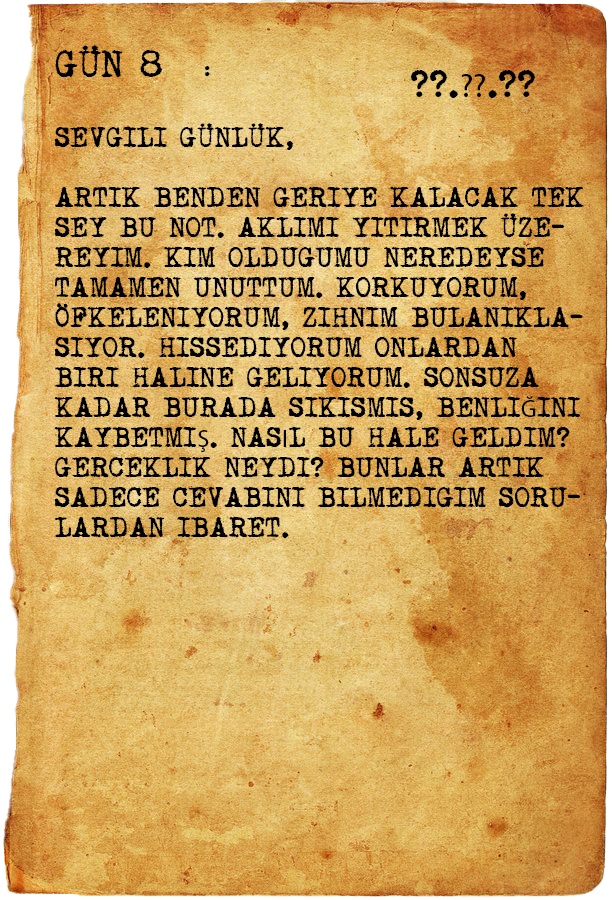 GÜN 8 :
??.??.??
SEVGILI GÜNLÜK,
ARTIK BENDEN GERIYE KALACAK TEK
SEY BU NOT. AKLIMI YITIRMEK ÜZE-
REYIM. KIM OLDUGUMU NEREDEYSE
TAMAMEN UNUTTUM. KORKUYORUM,
ÖFKELENIYORUM, ZIHNIM BULANIKLA-
SIYOR. HISSEDIYORUM ONLARDAN
BIRI HALINE GELIYORUM. SONSUZA
KADAR BURADA SIKISMIS, BENLIĞINI
KAYBETMIŞ. NASIL BU HALE GELDIM?
GERCEKLIK NEYDI? BUNLAR ARTIK
SADECE CEVABINI BILMEDIGIM SORU-
LARDAN IBARET.